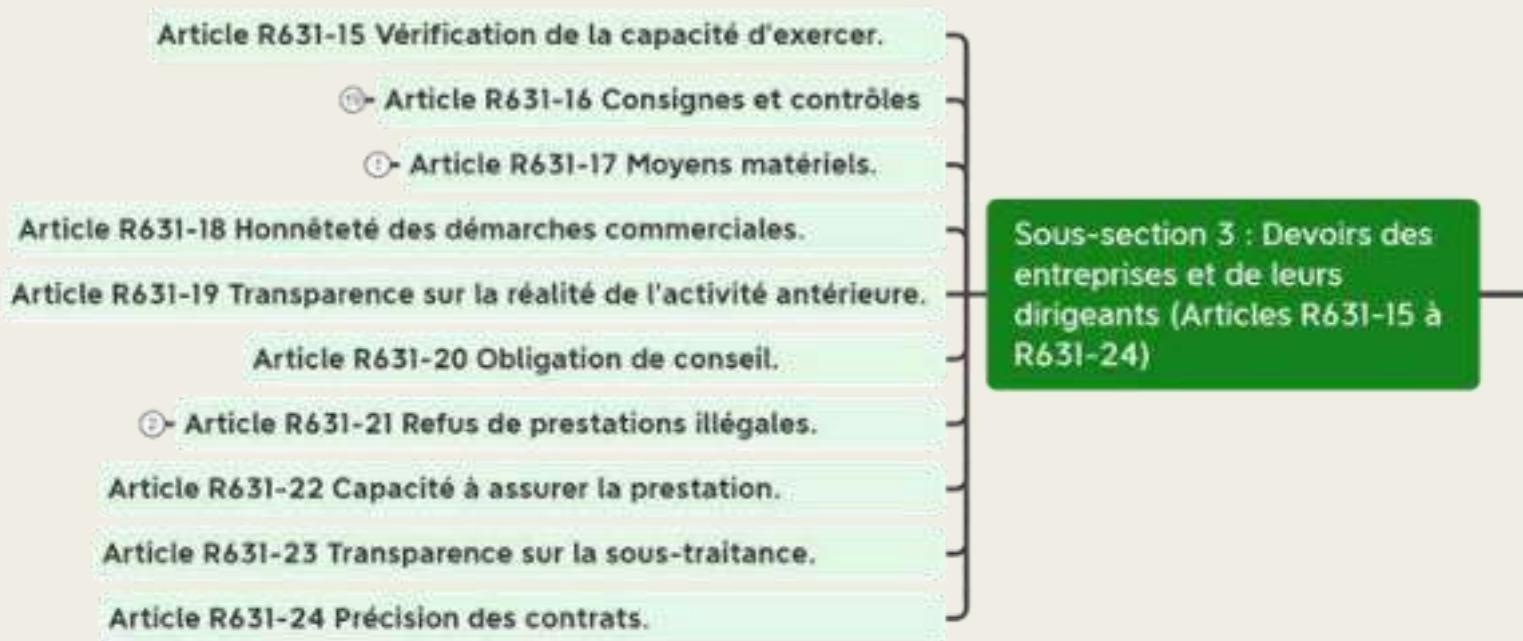 Article R631-15 Vérification de la capacité d'exercer.
Article R631-16 Consignes et contrôles
Article R631-17 Moyens matériels.
Article R631-18 Honnêteté des démarches commerciales.
Article R631-19 Transparence sur la réalité de l'activité antérieure.
Article R631-20 Obligation de conseil.
2 Article R631-21 Refus de prestations illégales.
Article R631-22 Capacité à assurer la prestation.
Article R631-23 Transparence sur la sous-traitance.
Article R631-24 Précision des contrats.
Sous-section 3 : Devoirs des
entreprises et de leurs
dirigeants (Articles R631-15 à
R631-24)